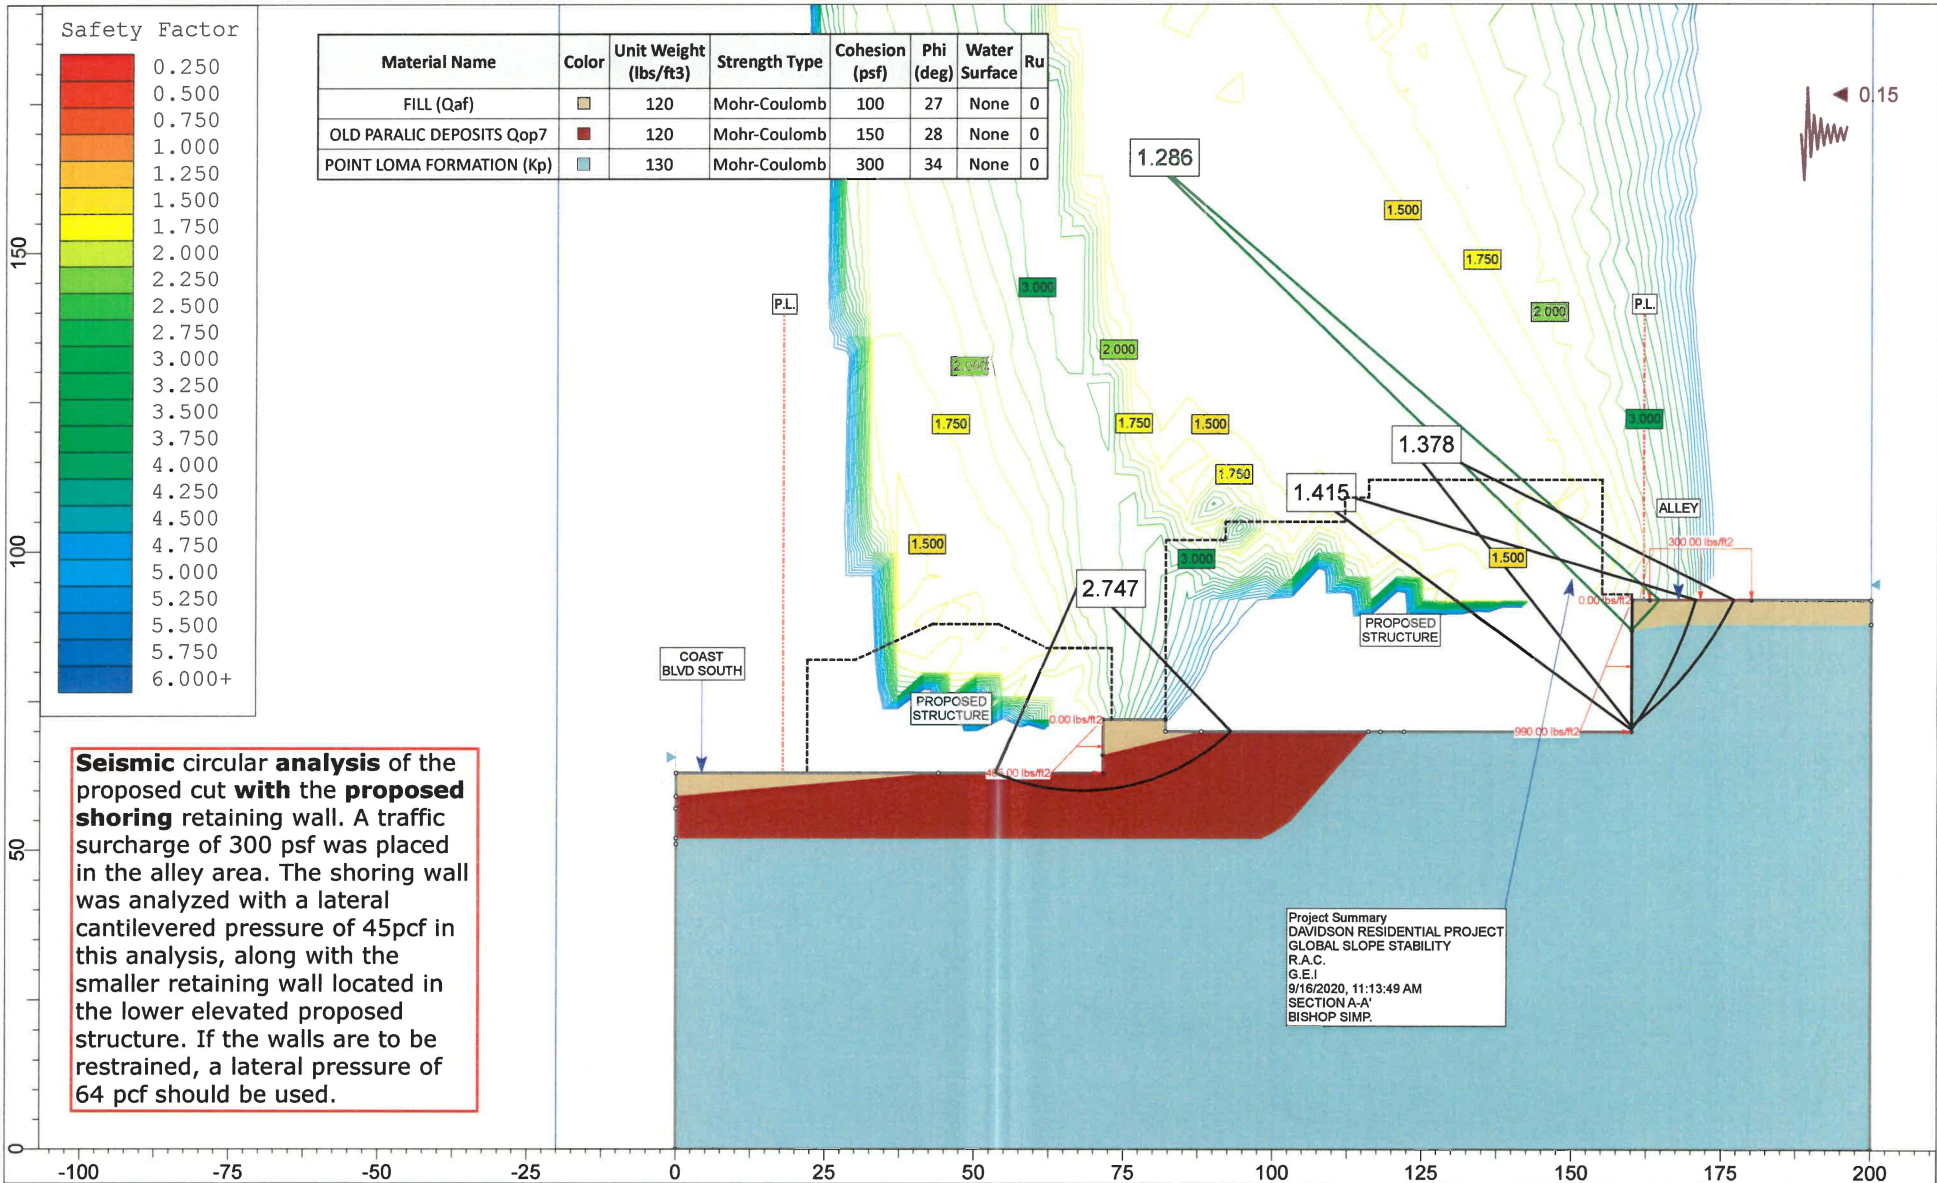 Safety Factor
0.250
0.500
0.750
1.000
1.250
1.500
1.750
2.000
2.250
2.500
2.750
3.000
3.250
3.500
3.750
4.000
4.250
4.500
4.750
5.000
5.250
5.500
5.750
6.000+
Material Name Color Unit Weight (lbs/ft3) Strength Type Cohesion (psf) Phi (deg) Water Surface Ru
FILL (Qaf) 120 Mohr-Coulomb 100 27 None 0
OLD PARALIC DEPOSITS Qop7 120 Mohr-Coulomb 150 28 None 0
POINT LOMA FORMATION (Kp) 130 Mohr-Coulomb 300 34 None 0
0.15
1.286
1.500
1.750
3.000
P.L.
P.L.
2.000
2.000
2.000
1.750
1.750
1.500
3.000
1.378
1.750
1.415
ALLEY
1.500
300.00 lbs/ft2
3.000
1.500
2.747
0.00 lbs/ft2
PROPOSED
STRUCTURE
COAST
BLVD SOUTH
PROPOSED
STRUCTURE
0.00 lbs/ft2
990.00 lbs/ft2
Seismic circular analysis of the
proposed cut with the proposed
shoring retaining wall. A traffic
surcharge of 300 psf was placed
in the alley area. The shoring wall
was analyzed with a lateral
cantilevered pressure of 45pcf in
this analysis, along with the
smaller retaining wall located in
the lower elevated proposed
structure. If the walls are to be
restrained, a lateral pressure of
64 pcf should be used.
Project Summary
DAVIDSON RESIDENTIAL PROJECT
GLOBAL SLOPE STABILITY
R.A.C.
G.E.I
9/16/2020, 11:13:49 AM
SECTION A-A'
BISHOP SIMP.
150
100
50
0
-100 -75 -50 -25 0 25 50 75 100 125 150 175 200